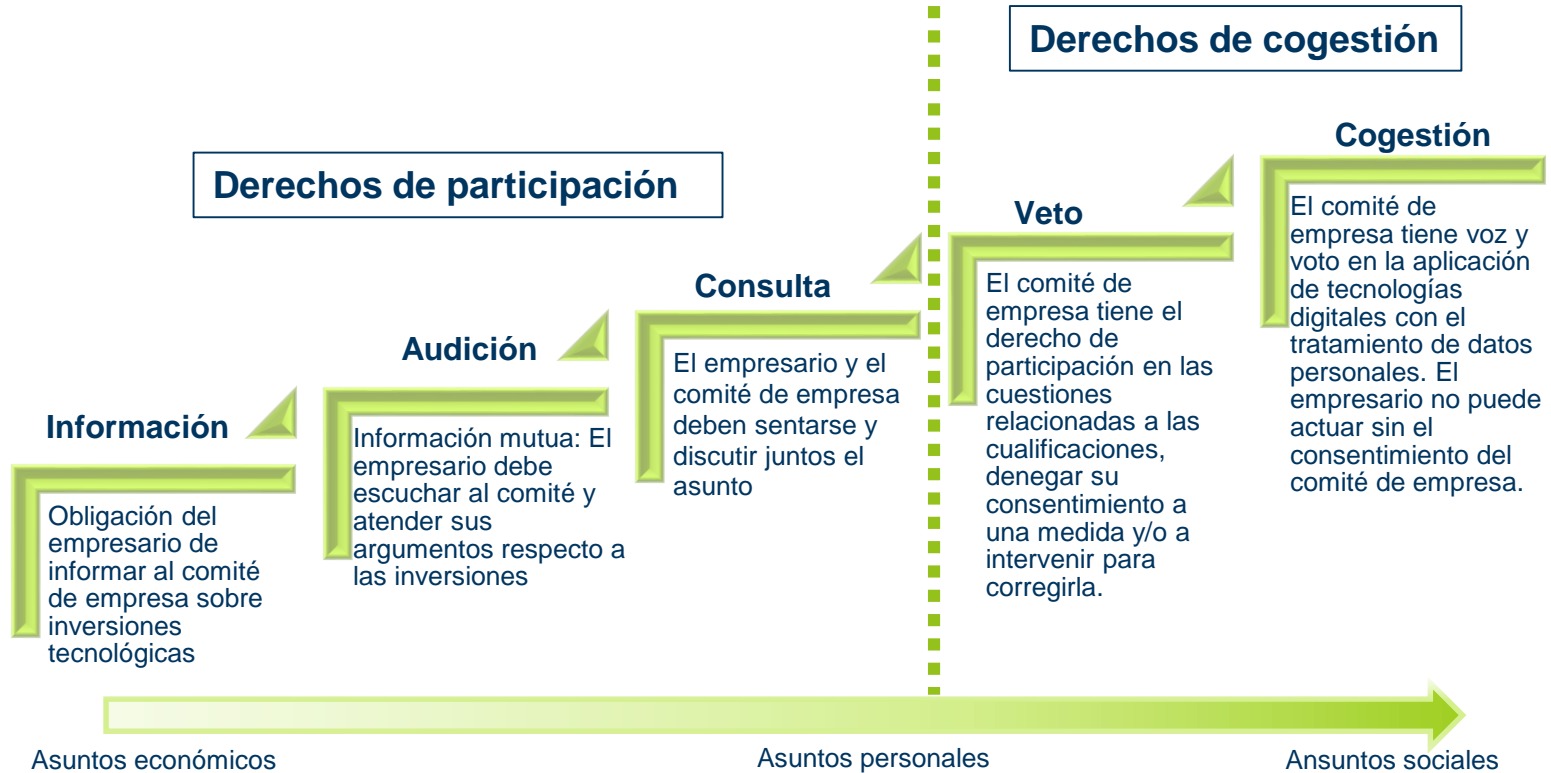 Derechos de cogestión
Derechos de participación
Información
Obligación del
empresario de
informar al comité
de empresa sobre
inversiones
tecnológicas
Audición
Información mutua: El
empresario debe
escuchar al comité y
atender sus
argumentos respecto a
las inversiones
Consulta
El empresario y el
comité de empresa
deben sentarse y
discutir juntos el
asunto
Veto
El comité de
empresa tiene el
derecho de
participación en las
cuestiones
relacionadas a las
cualificaciones,
denegar su
consentimiento a
una medida y/o a
intervenir para
corregirla.
Cogestión
El comité de
empresa tiene voz y
voto en la aplicación
de tecnologías
digitales con el
tratamiento de datos
personales. El
empresario no puede
actuar sin el
consentimiento del
comité de empresa.
Asuntos económicos
Asuntos personales
Ansuntos sociales